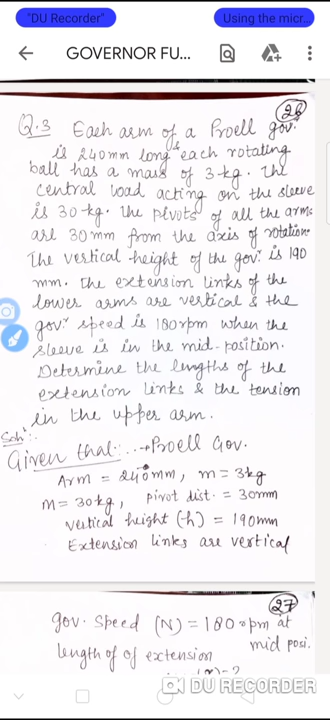 "DU Recorder"
Using the micr..
GOVERNOR FU...
28
Q.3 Each arm of a Proell gov.
is 240mm long & each rotating
ball has a mass of 3 kg. The
central load acting on the sleeve
is 30-kg. The pivots of all the arms
are 30 mm from the axis of rotation.
The vertical height of the gov. is 190
mm. The extension links of the
lower arms are vertical & the
gov. speed is 180 rpm when the
sleeve is in the mid-position.
Determine the lengths of the
extension links & the tension
in the upper arm.
Soln:-
Given that:- → Proell Gov.
Arm = 240mm, m = 3kg
M = 30 kg, pivot dist. = 30mm
vertical height (h) = 190mm
Extension links are vertical
27
gov. Speed (N) = 180 rpm at
mid posi.
length of of extension
= ?
DU RECORDER